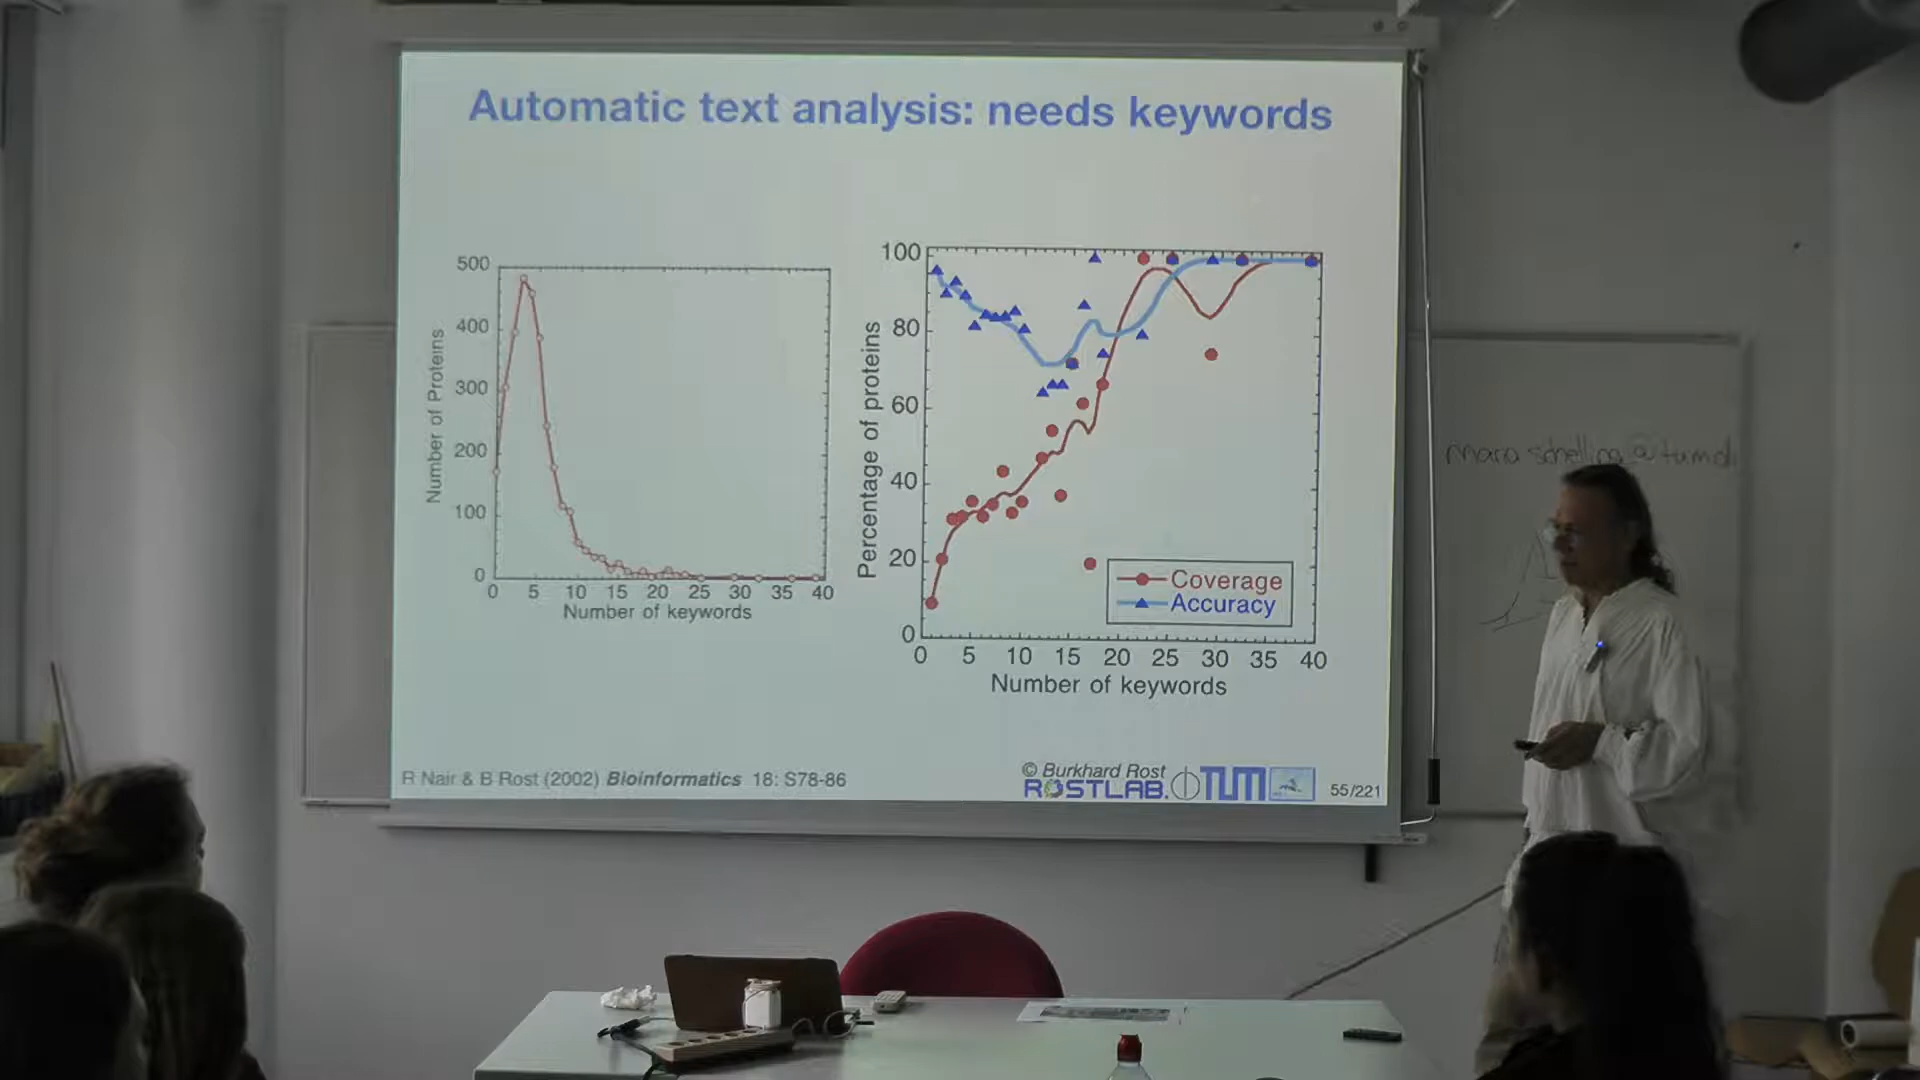 Automatic text analysis: needs keywords
500
400
300
200
100
0
Number of Proteins
0 5 10 15 20 25 30 35 40
Number of keywords
100
80
60
40
20
0
Percentage of proteins
Coverage
Accuracy
0 5 10 15 20 25 30 35 40
Number of keywords
R Nair & B Rost (2002) Bioinformatics 18: S78-86
© Burkhard Rost
ROSTLAB. TUM
55/221